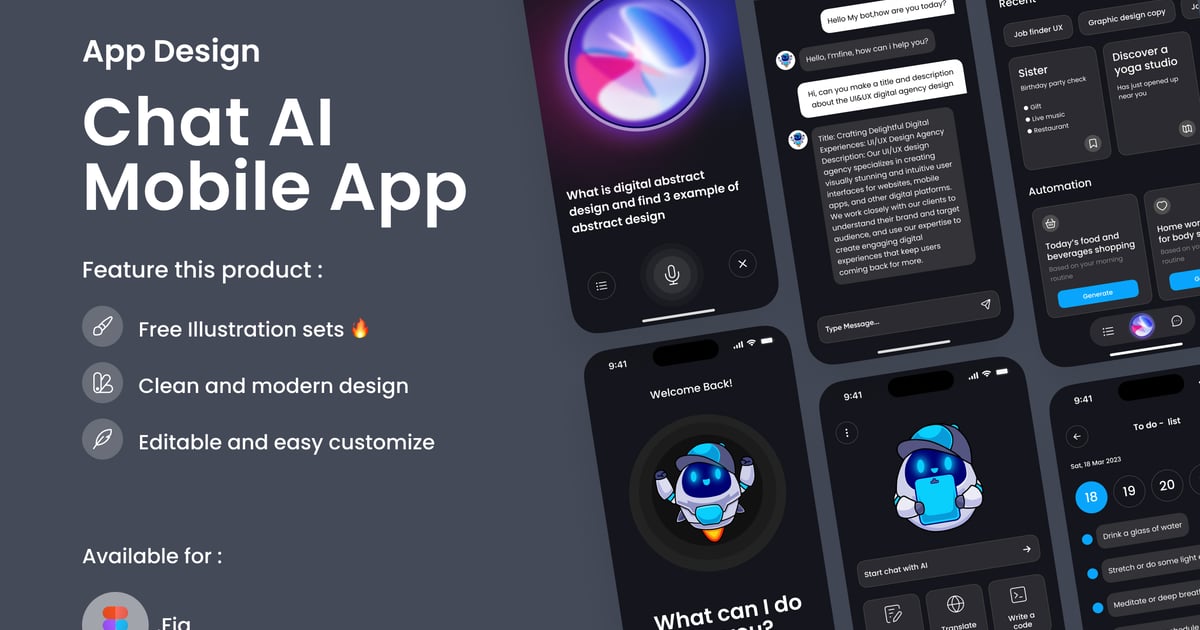 App Design
Chat AI
Mobile App
Feature this product :
Free Illustration sets 🔥
Clean and modern design
Editable and easy customize
Available for :
Fig
What is digital abstract
design and find 3 example of
abstract design
Hello My bot,how are you today?
Hello, I'mfine, how can i help you?
Hi, can you make a title and description
about the UI&UX digital agency design
Title: Crafting Delightful Digital
Experiences: UI/UX Design Agency
Description: Our UI/UX design
agency specializes in creating
visually stunning and intuitive user
interfaces for websites, mobile
apps, and other digital platforms.
We work closely with our clients to
understand their brand and target
audience, and use our expertise to
create engaging digital
experiences that keep users
coming back for more.
Type Message...
Recent
Job finder UX
Graphic design copy
Sister
Birthday party check
Gift
Live music
Restaurant
Discover a
yoga studio
Has just opened up
near you
Automation
Today's food and
beverages shopping
Based on your morning
routine
Generate
Home wor
for body s
Based on yo
routine
9:41
Welcome Back!
What can I do
you?
9:41
Start chat with AI
Translate
Write a
code
9:41
To do - list
Sat, 18 Mar 2023
18
19
20
Drink a glass of water
Stretch or do some light
Meditate or deep breath